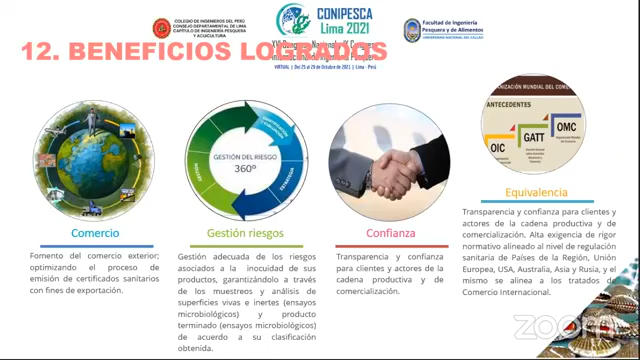 COLEGIO DE INGENIEROS DEL PERÚ
CONSEJO DEPARTAMENTAL DE LIMA
CAPÍTULO DE INGENIERÍA PESQUERA
Y ACUICULTURA
CONIPESCA
Lima 2021
Facultad de Ingeniería
Pesquera y de Alimentos
UNIVERSIDAD NACIONAL DEL CALLAO
VIRTUAL | Del 25 al 29 de Octubre de 2021 | Lima - Perú
12. BENEFICIOS LOGRADOS
GESTIÓN DEL RIESGO
360º
ESTRATEGIA
ANTECEDENTES
OIC
GATT
OMC
Comercio
Fomento del comercio exterior;
optimizando el proceso de
emisión de certificados sanitarios
con fines de exportación.
Gestión riesgos
Gestión adecuada de los riesgos
asociados a la inocuidad de sus
productos, garantizándolo a través
de los muestreos y análisis de
superficies vivas e inertes (ensayos
microbiológicos) y producto
terminado (ensayos microbiológicos)
de acuerdo a su clasificación
obtenida.
Confianza
Transparencia y confianza
para clientes y actores de la
cadena productiva y de
comercialización.
Equivalencia
Transparencia y confianza para clientes y
actores de la cadena productiva y de
comercialización. Alta exigencia de rigor
normativo alineado al nivel de regulación
sanitaria de Países de la Región, Unión
Europea, USA, Australia, Asia y Rusia, y el
mismo se alinea a los tratados de
Comercio Internacional.
zoom